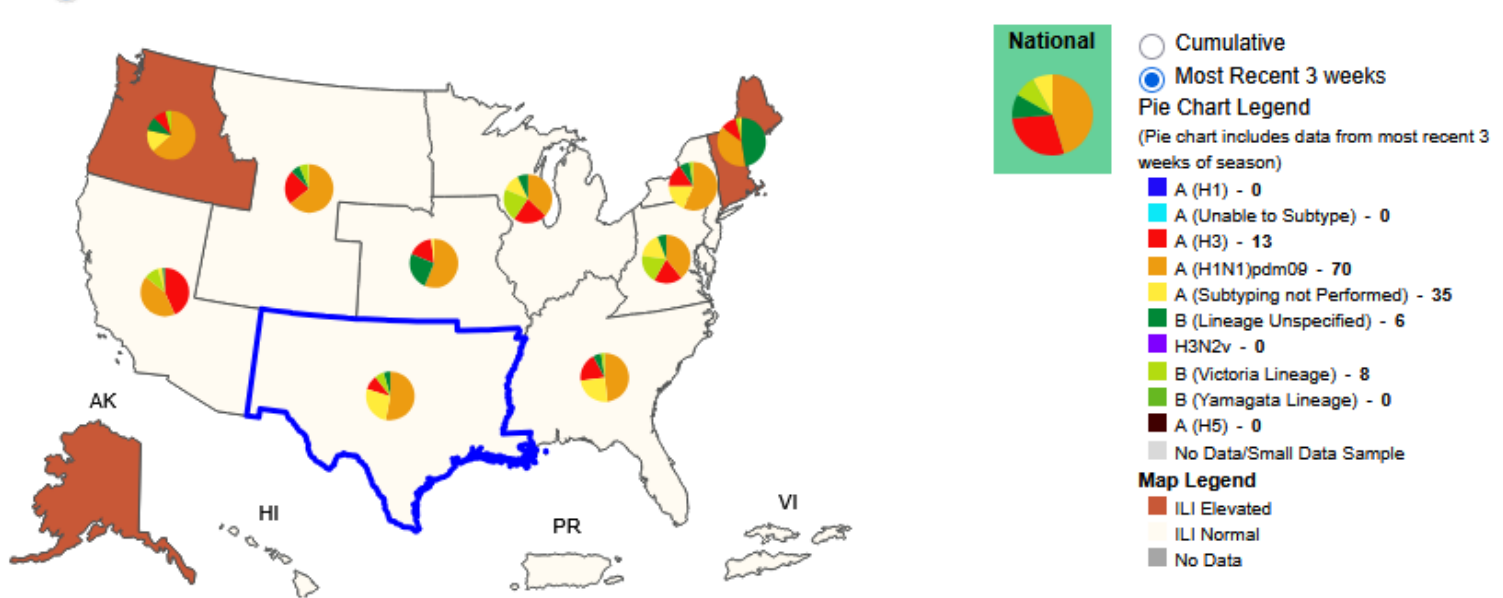 National
Cumulative
Most Recent 3 weeks
Pie Chart Legend
(Pie chart includes data from most recent 3
weeks of season)
A (H1) - 0
A (Unable to Subtype) - 0
A (H3) - 13
A (H1N1)pdm09 - 70
A (Subtyping not Performed) - 35
B (Lineage Unspecified) - 6
H3N2v - 0
B (Victoria Lineage) - 8
B (Yamagata Lineage) - 0
A (H5) - 0
No Data/Small Data Sample
Map Legend
ILI Elevated
ILI Normal
No Data
AK
HI
PR
VI